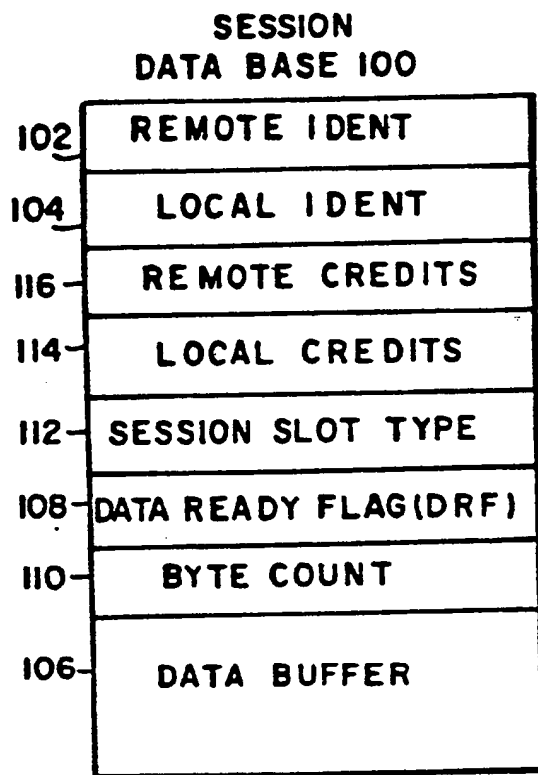 SESSION
DATA BASE 100
102 REMOTE IDENT
104 LOCAL IDENT
116 REMOTE CREDITS
114 LOCAL CREDITS
112 SESSION SLOT TYPE
108 DATA READY FLAG(DRF)
110 BYTE COUNT
106 DATA BUFFER